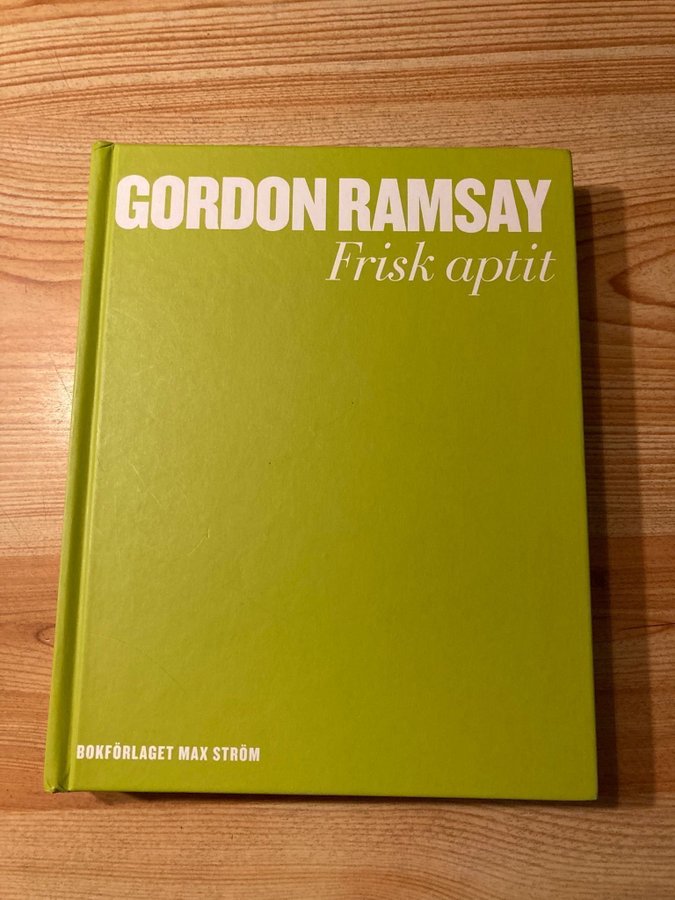 GORDON RAMSAY
Frisk aptit
BOKFÖRLAGET MAX STRÖM